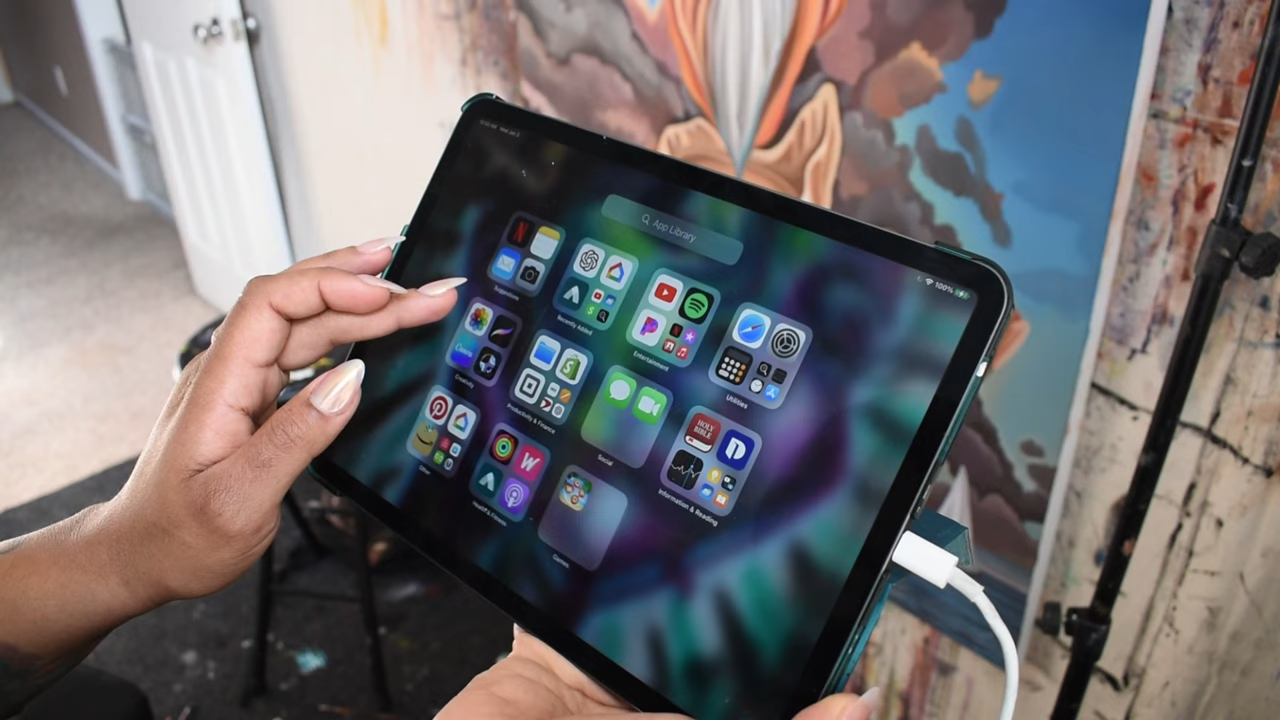 App Library
100%
Suggestions
Recently Added
Entertainment
Utilities
Creativity
Productivity & Finance
Social
Information & Reading
Other
Health & Fitness
Games
Canva
HOLY
BIBLE